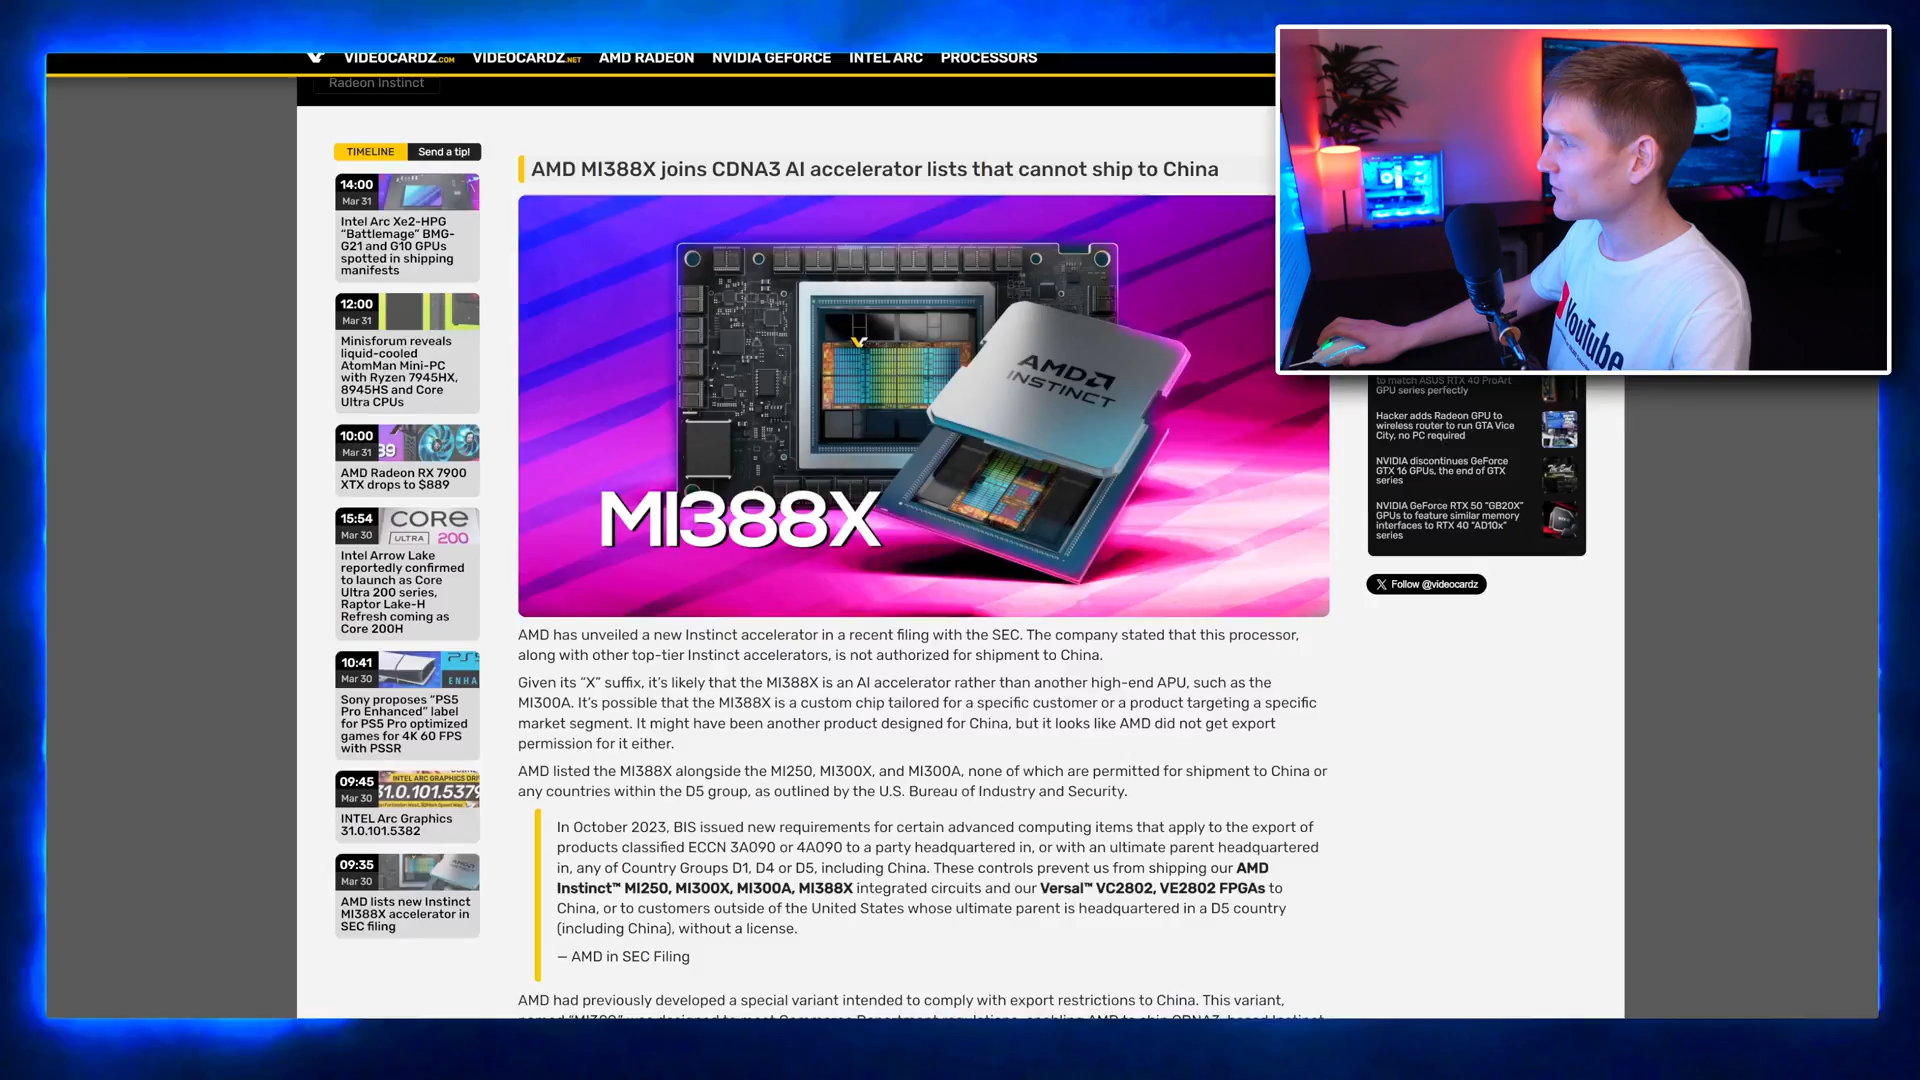 VIDEOCARDZ.COM VIDEOCARDZ.NET AMD RADEON NVIDIA GEFORCE INTEL ARC PROCESSORS
Radeon Instinct
TIMELINE Send a tip!
14:00
Mar 31
Intel Arc Xe2-HPG
“Battlemage” BMG-
G21 and G10 GPUs
spotted in shipping
manifests
12:00
Mar 31
Minisforum reveals
liquid-cooled
AtomMan Mini-PC
with Ryzen 7945HX,
8945HS and Core
Ultra CPUs
10:00
Mar 31
AMD Radeon RX 7900
XTX drops to $889
15:54
Mar 30
CORE
ULTRA 200
Intel Arrow Lake
reportedly confirmed
to launch as Core
Ultra 200 series,
Raptor Lake-H
Refresh coming as
Core 200H
10:41
Mar 30
PS5
ENHA
Sony proposes “PS5
Pro Enhanced” label
for PS5 Pro optimized
games for 4K 60 FPS
with PSSR
09:45
Mar 30
INTEL ARC GRAPHICS DRI
31.0.101.5379
INTEL Arc Graphics
31.0.101.5382
09:35
Mar 30
AMD lists new Instinct
MI388X accelerator in
SEC filing
AMD MI388X joins CDNA3 AI accelerator lists that cannot ship to China
AMD
INSTINCT
MI388X
AMD has unveiled a new Instinct accelerator in a recent filing with the SEC. The company stated that this processor,
along with other top-tier Instinct accelerators, is not authorized for shipment to China.
Given its “X” suffix, it’s likely that the MI388X is an AI accelerator rather than another high-end APU, such as the
MI300A. It’s possible that the MI388X is a custom chip tailored for a specific customer or a product targeting a specific
market segment. It might have been another product designed for China, but it looks like AMD did not get export
permission for it either.
AMD listed the MI388X alongside the MI250, MI300X, and MI300A, none of which are permitted for shipment to China or
any countries within the D5 group, as outlined by the U.S. Bureau of Industry and Security.
In October 2023, BIS issued new requirements for certain advanced computing items that apply to the export of
products classified ECCN 3A090 or 4A090 to a party headquartered in, or with an ultimate parent headquartered
in, any of Country Groups D1, D4 or D5, including China. These controls prevent us from shipping our AMD
Instinct™ MI250, MI300X, MI300A, MI388X integrated circuits and our Versal™ VC2802, VE2802 FPGAs to
China, or to customers outside of the United States whose ultimate parent is headquartered in a D5 country
(including China), without a license.
— AMD in SEC Filing
AMD had previously developed a special variant intended to comply with export restrictions to China. This variant,
to match ASUS RTX 40 ProArt
GPU series perfectly
Hacker adds Radeon GPU to
wireless router to run GTA Vice
City, no PC required
NVIDIA discontinues GeForce
GTX 16 GPUs, the end of GTX
series
The End
NVIDIA GeForce RTX 50 “GB20X”
GPUs to feature similar memory
interfaces to RTX 40 “AD10x”
series
X Follow @videocardz
YouTube